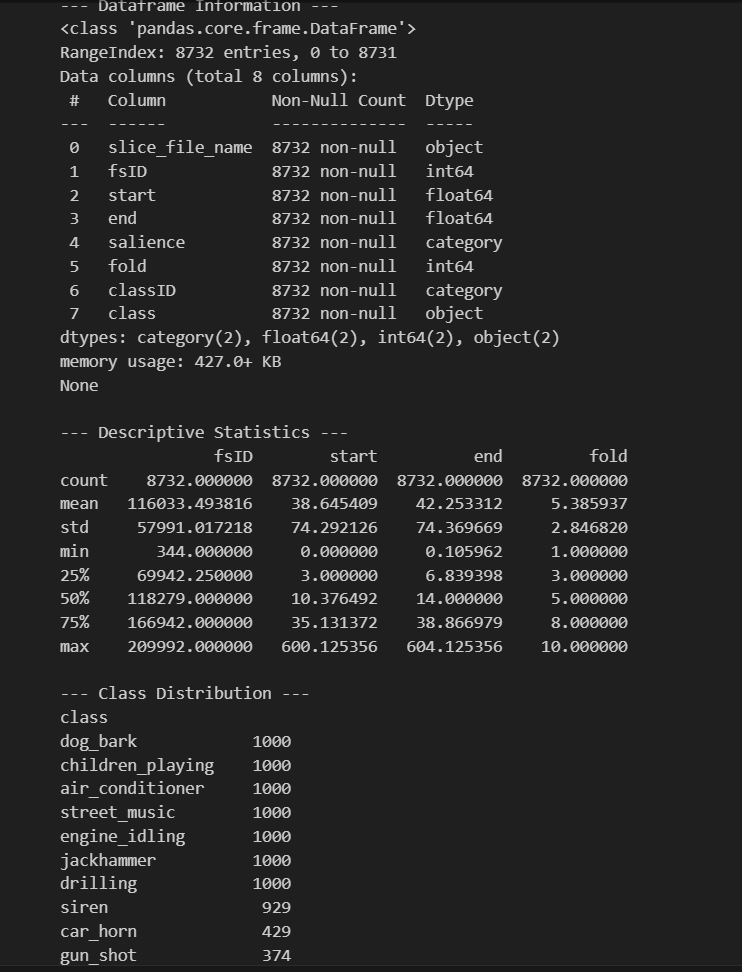 --- Dataframe Information ---
<class 'pandas.core.frame.DataFrame'>
RangeIndex: 8732 entries, 0 to 8731
Data columns (total 8 columns):
 #   Column           Non-Null Count  Dtype
---  ------           --------------  -----
 0   slice_file_name  8732 non-null   object
 1   fsID             8732 non-null   int64
 2   start            8732 non-null   float64
 3   end              8732 non-null   float64
 4   salience         8732 non-null   category
 5   fold             8732 non-null   int64
 6   classID          8732 non-null   category
 7   class            8732 non-null   object
dtypes: category(2), float64(2), int64(2), object(2)
memory usage: 427.0+ KB
None

--- Descriptive Statistics ---
                fsID        start          end         fold
count    8732.000000  8732.000000  8732.000000  8732.000000
mean   116033.493816    38.645409    42.253312     5.385937
std     57991.017218    74.292126    74.369669     2.846820
min       344.000000     0.000000     0.105962     1.000000
25%     69942.250000     3.000000     6.839398     3.000000
50%    118279.000000    10.376492    14.000000     5.000000
75%    166942.000000    35.131372    38.866979     8.000000
max    209992.000000   600.125356   604.125356    10.000000

--- Class Distribution ---
class
dog_bark            1000
children_playing    1000
air_conditioner     1000
street_music        1000
engine_idling       1000
jackhammer          1000
drilling            1000
siren                929
car_horn             429
gun_shot             374